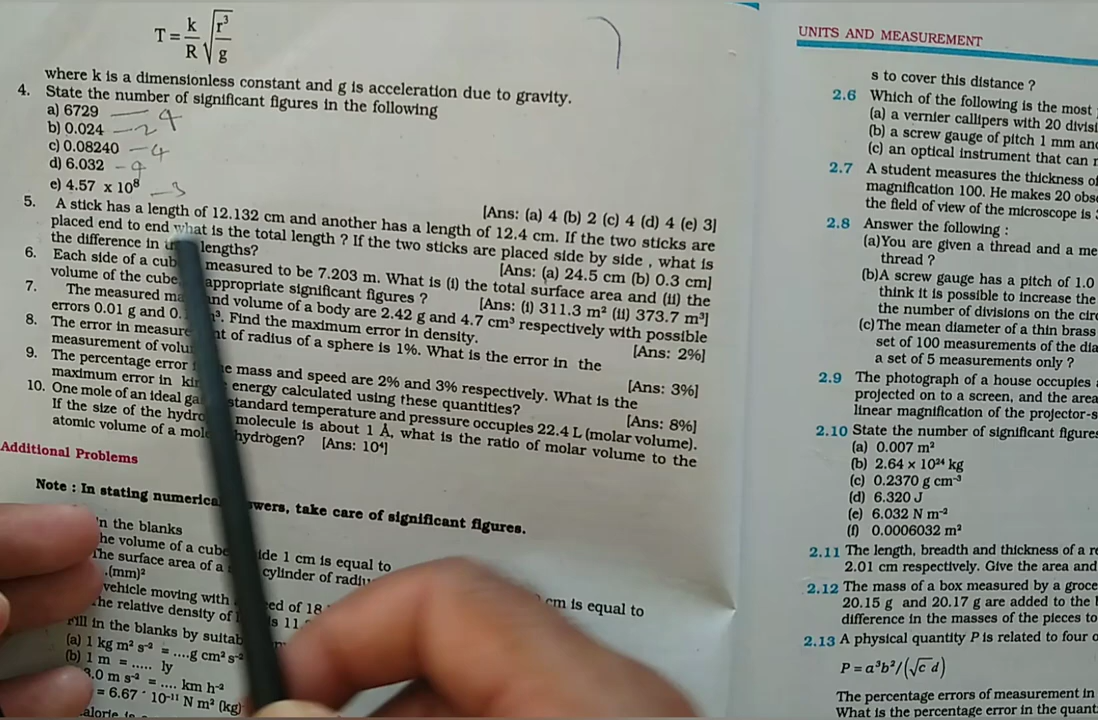 T = k/R √(r³/g)
where k is a dimensionless constant and g is acceleration due to gravity.
4. State the number of significant figures in the following
a) 6729 — 4
b) 0.024 — 2
c) 0.08240 — 4
d) 6.032 — 4
e) 4.57 x 10⁸ — 3
[Ans: (a) 4 (b) 2 (c) 4 (d) 4 (e) 3]
5. A stick has a length of 12.132 cm and another has a length of 12.4 cm. If the two sticks are
placed end to end what is the total length ? If the two sticks are placed side by side , what is
the difference in lengths?
[Ans: (a) 24.5 cm (b) 0.3 cm]
6. Each side of a cub measured to be 7.203 m. What is (i) the total surface area and (ii) the
volume of the cube appropriate significant figures ?
[Ans: (i) 311.3 m² (ii) 373.7 m³]
7. The measured ma and volume of a body are 2.42 g and 4.7 cm³ respectively with possible
errors 0.01 g and 0. m³. Find the maximum error in density.
[Ans: 2%]
8. The error in measure nt of radius of a sphere is 1%. What is the error in the
measurement of volu
[Ans: 3%]
9. The percentage error e mass and speed are 2% and 3% respectively. What is the
maximum error in kin energy calculated using these quantities?
[Ans: 8%]
10. One mole of an ideal ga standard temperature and pressure occupies 22.4 L (molar volume).
If the size of the hydro molecule is about 1 Å, what is the ratio of molar volume to the
atomic volume of a mol hydrogen? [Ans: 10⁴]
Additional Problems
Note : In stating numerica wers, take care of significant figures.
n the blanks
he volume of a cube ide 1 cm is equal to
he surface area of a cylinder of radiu cm is equal to
.(mm)²
vehicle moving with ed of 18
he relative density of is 11
Fill in the blanks by suitab
(a) 1 kg m² s⁻² = ....g cm² s⁻²
(b) 1 m = ..... ly
3.0 m s⁻² = .... km h⁻²
= 6.67 10⁻¹¹ N m² (kg)
alorie is
UNITS AND MEASUREMENT
s to cover this distance ?
2.6 Which of the following is the most
(a) a vernier callipers with 20 divisi
(b) a screw gauge of pitch 1 mm and
(c) an optical instrument that can
2.7 A student measures the thickness of
magnification 100. He makes 20 obs
the field of view of the microscope is
2.8 Answer the following :
(a)You are given a thread and a me
thread ?
(b)A screw gauge has a pitch of 1.0
think it is possible to increase the
the number of divisions on the cir
(c) The mean diameter of a thin brass
set of 100 measurements of the dia
a set of 5 measurements only ?
2.9 The photograph of a house occupies
projected on to a screen, and the area
linear magnification of the projector-s
2.10 State the number of significant figures
(a) 0.007 m²
(b) 2.64 × 10²⁴ kg
(c) 0.2370 g cm⁻³
(d) 6.320 J
(e) 6.032 N m⁻²
(f) 0.0006032 m²
2.11 The length, breadth and thickness of a re
2.01 cm respectively. Give the area and
2.12 The mass of a box measured by a groce
20.15 g and 20.17 g are added to the
difference in the masses of the pieces to
2.13 A physical quantity P is related to four o
P = a³b²/(√c d)
The percentage errors of measurement in
What is the percentage error in the quant